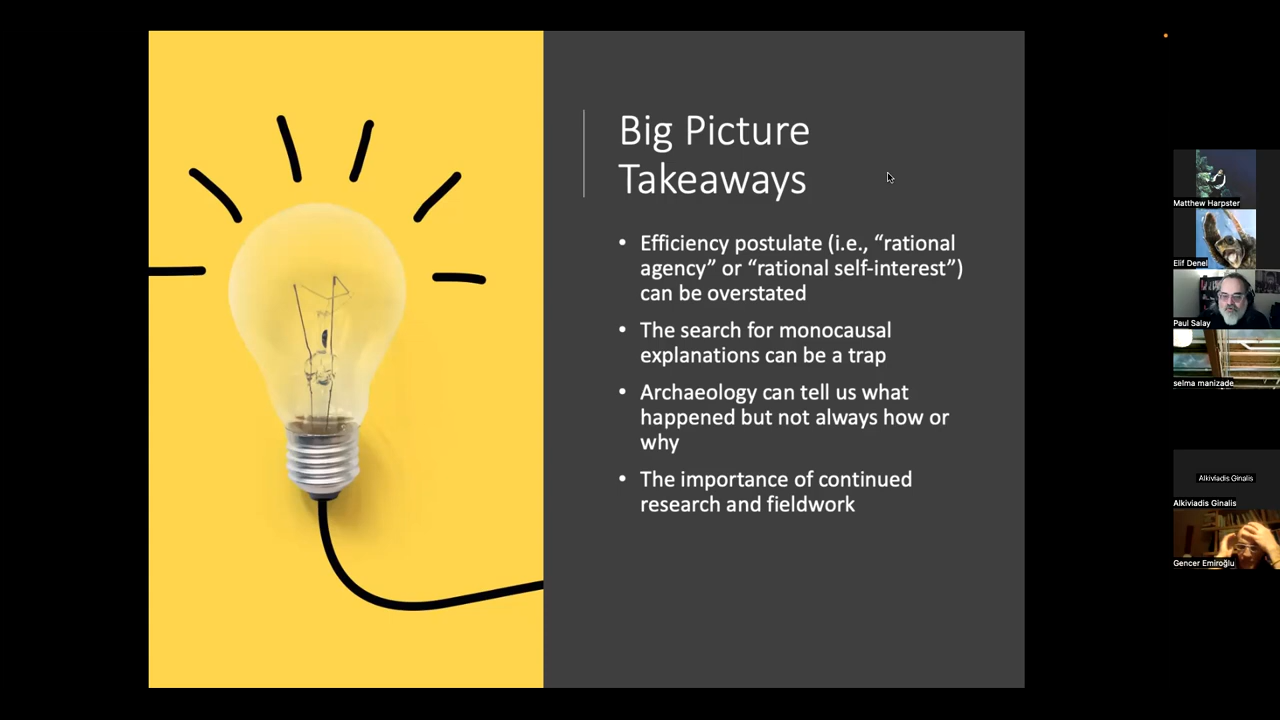 Big Picture
Takeaways
• Efficiency postulate (i.e., “rational
agency” or “rational self-interest”)
can be overstated
• The search for monocausal
explanations can be a trap
• Archaeology can tell us what
happened but not always how or
why
• The importance of continued
research and fieldwork
Matthew Harpster
Elif Denel
Paul Salay
selma manizade
Alkiviadis Ginalis
Alkiviadis Ginalis
Gencer Emiroğlu